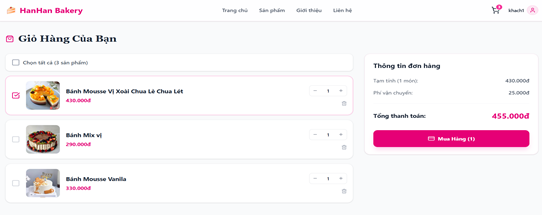 HanHan Bakery
Trang chủ Sản phẩm Giới thiệu Liên hệ
3
khach1
Giỏ Hàng Của Bạn
Chọn tất cả (3 sản phẩm)
Bánh Mousse Vị Xoài Chua Lè Chua Lét
430.000đ
− 1 +
Bánh Mix vị
290.000đ
− 1 +
Bánh Mousse Vanila
330.000đ
− 1 +
Thông tin đơn hàng
Tạm tính (1 món): 430.000đ
Phí vận chuyển: 25.000đ
Tổng thanh toán: 455.000đ
Mua Hàng (1)